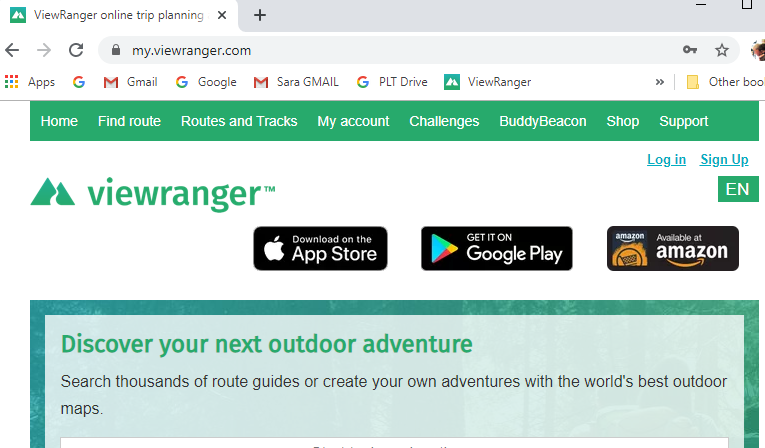 ViewRanger online trip planning
my.viewranger.com
Apps Gmail Google Sara GMAIL PLT Drive ViewRanger » Other boo
Home Find route Routes and Tracks My account Challenges BuddyBeacon Shop Support
Log in Sign Up
viewranger™
EN
Download on the
App Store
GET IT ON
Google Play
amazon
Available at
amazon
Discover your next outdoor adventure
Search thousands of route guides or create your own adventures with the world's best outdoor
maps.